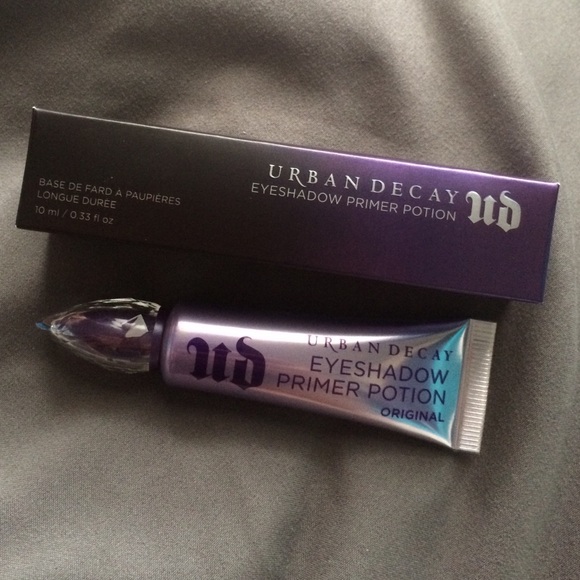 URBAN DECAY
EYESHADOW PRIMER POTION
UD
BASE DE FARD À PAUPIÈRES
LONGUE DURÉE
10 ml / 0.33 fl oz
UD
URBAN DECAY
EYESHADOW
PRIMER POTION
ORIGINAL